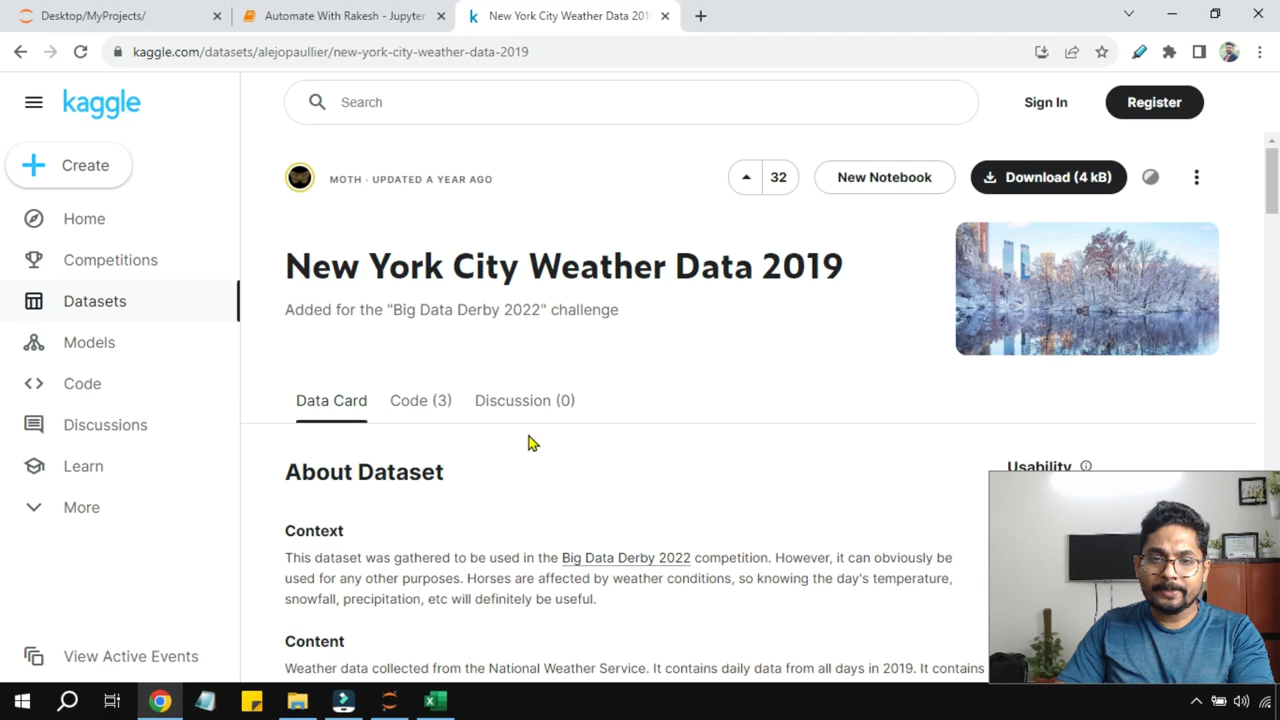 Desktop/MyProjects/
Automate With Rakesh - Jupyter
New York City Weather Data 201
kaggle.com/datasets/alejopaullier/new-york-city-weather-data-2019
kaggle
Search
Sign In
Register
Create
MOTH · UPDATED A YEAR AGO
32
New Notebook
Download (4 kB)
Home
Competitions
Datasets
Models
Code
Discussions
Learn
More
View Active Events
New York City Weather Data 2019
Added for the "Big Data Derby 2022" challenge
Data Card
Code (3)
Discussion (0)
About Dataset
Usability
Context
This dataset was gathered to be used in the Big Data Derby 2022 competition. However, it can obviously be
used for any other purposes. Horses are affected by weather conditions, so knowing the day's temperature,
snowfall, precipitation, etc will definitely be useful.
Content
Weather data collected from the National Weather Service. It contains daily data from all days in 2019. It contains